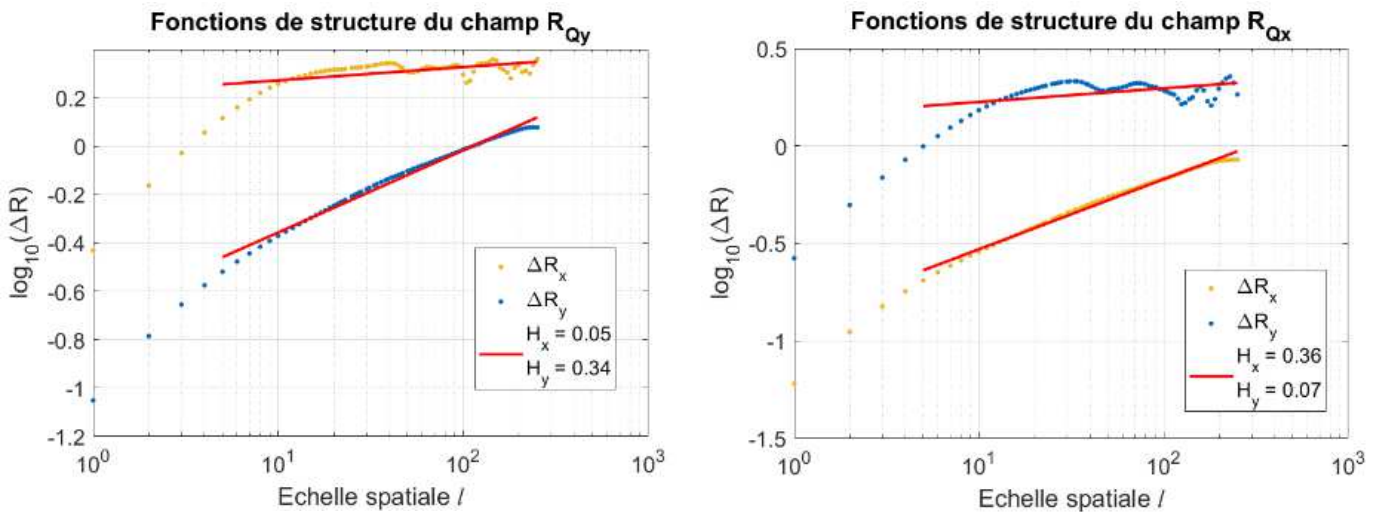 Fonctions de structure du champ R_Qy
log10(ΔR)
0.2
0
-0.2
-0.4
-0.6
-0.8
-1
-1.2
ΔR_x
ΔR_y
H_x = 0.05
H_y = 0.34
10^0
10^1
10^2
10^3
Echelle spatiale l
Fonctions de structure du champ R_Qx
log10(ΔR)
0.5
0
-0.5
-1
-1.5
ΔR_x
ΔR_y
H_x = 0.36
H_y = 0.07
10^0
10^1
10^2
10^3
Echelle spatiale l